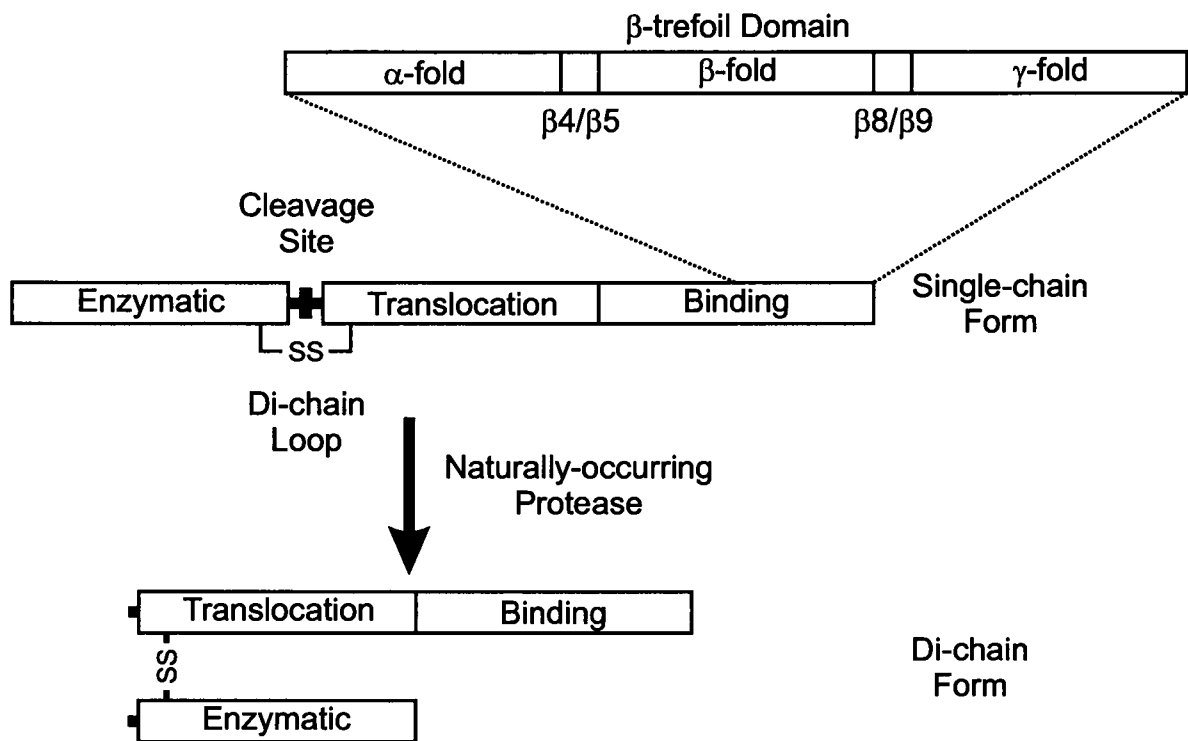 β-trefoil Domain
α-fold
β-fold
γ-fold
β4/β5
β8/β9
Cleavage
Site
Enzymatic
Translocation
Binding
Single-chain
Form
SS
Di-chain
Loop
Naturally-occurring
Protease
Translocation
Binding
SS
Di-chain
Form
Enzymatic